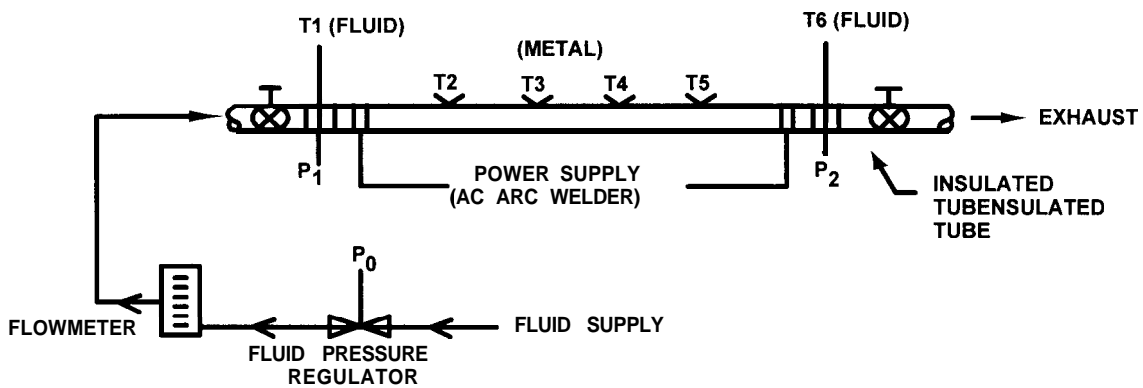 T1 (FLUID)
T6 (FLUID)
(METAL)
T2
T3
T4
T5
EXHAUST
P1
P2
POWER SUPPLY
(AC ARC WELDER)
INSULATED
TUBENSULATED
TUBE
P0
FLOWMETER
FLUID SUPPLY
FLUID PRESSURE
REGULATOR